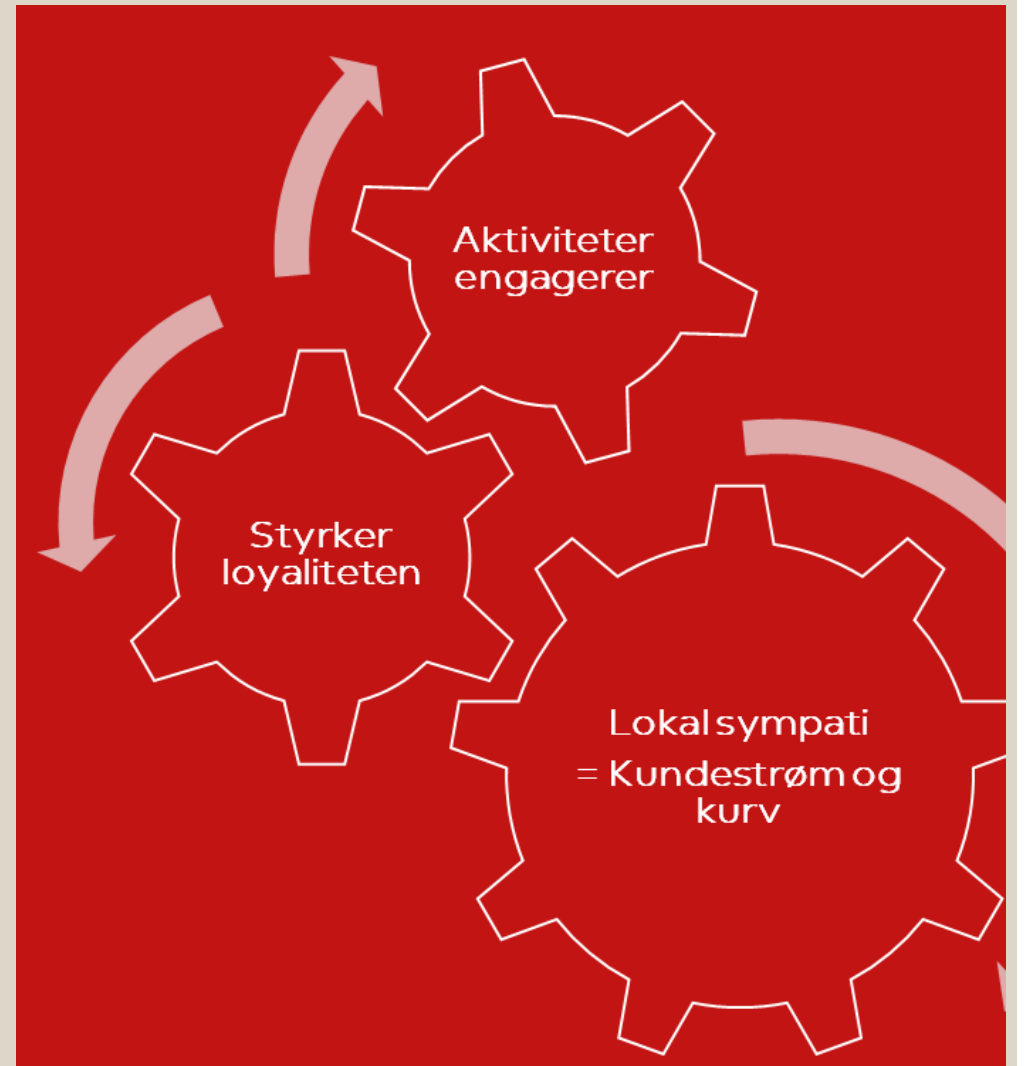 Aktiviteter
engagerer
Styrker
loyaliteten
Lokal sympati
= Kundestrøm og
kurv